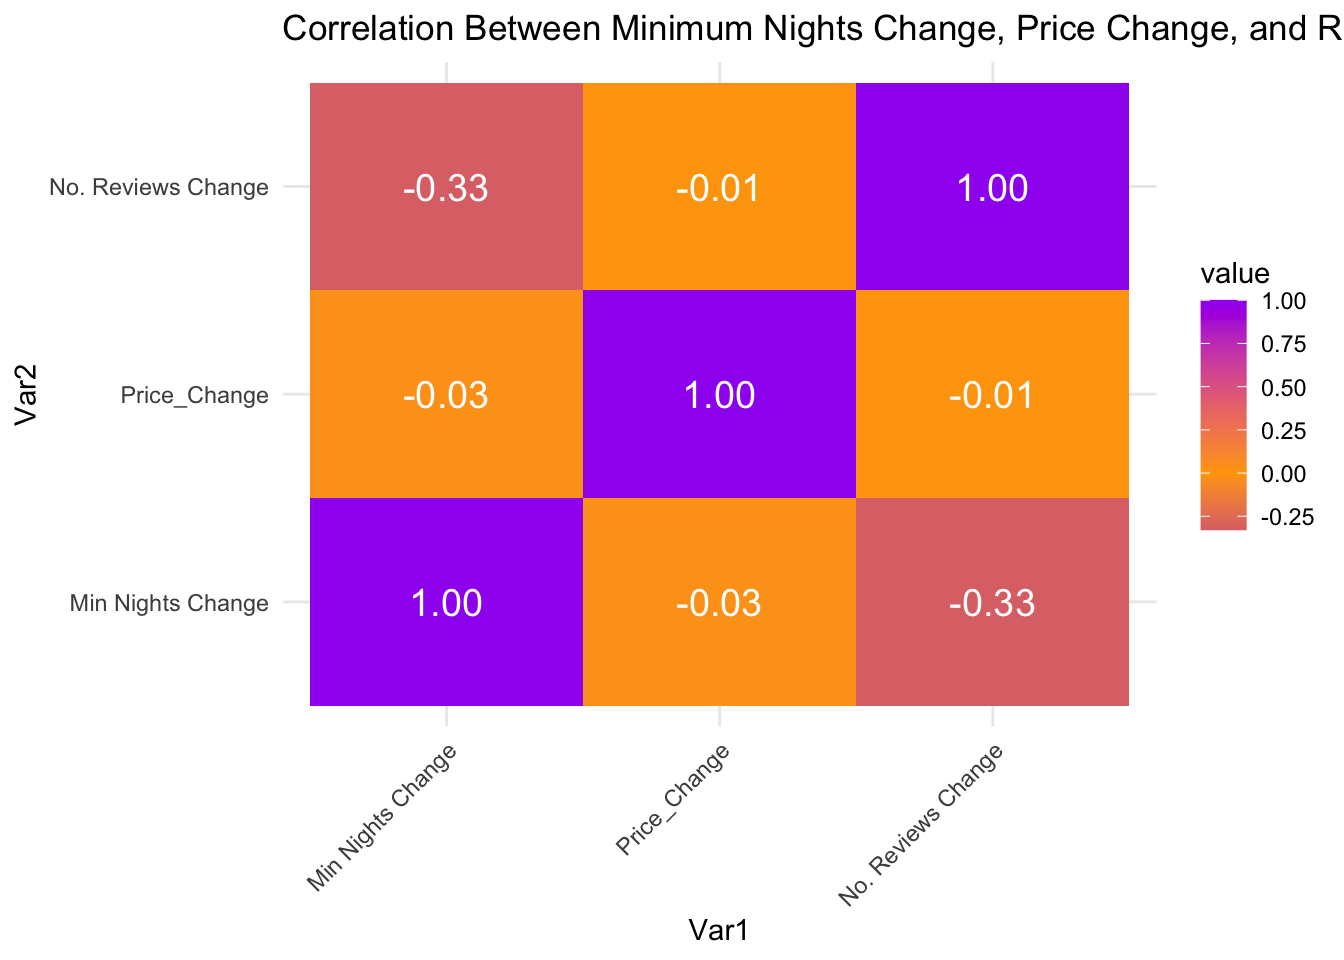 Correlation Between Minimum Nights Change, Price Change, and R
No. Reviews Change
-0.33
-0.01
1.00
Price_Change
-0.03
1.00
-0.01
Min Nights Change
1.00
-0.03
-0.33
Var2
Min Nights Change
Price_Change
No. Reviews Change
Var1
value
1.00
0.75
0.50
0.25
0.00
-0.25